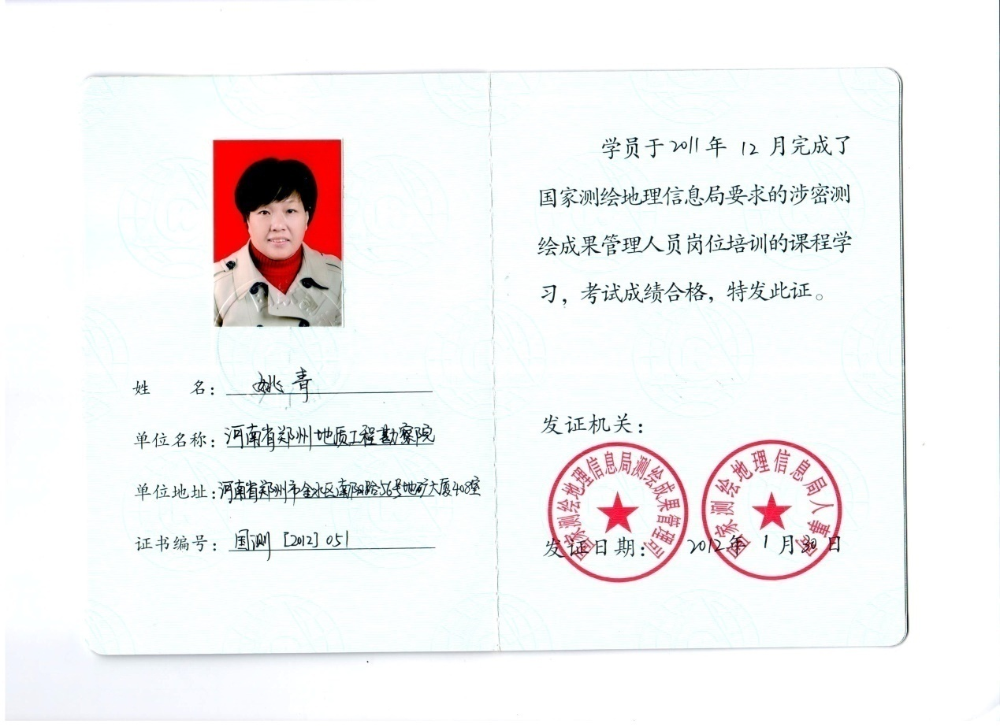 姓 名：姚青
单位名称：河南省郑州地质工程勘察院
单位地址：河南省郑州市金水区南阳路56号地矿大厦408室
证书编号：国测［2012］051
学员于2011年 12 月完成了
国家测绘地理信息局要求的涉密测
绘成果管理人员岗位培训的课程学
习，考试成绩合格，特发此证。
发证机关：
国家测绘地理信息局测绘成果管理司
国家测绘地理信息局人事司
发证日期： 2012年 1 月30日